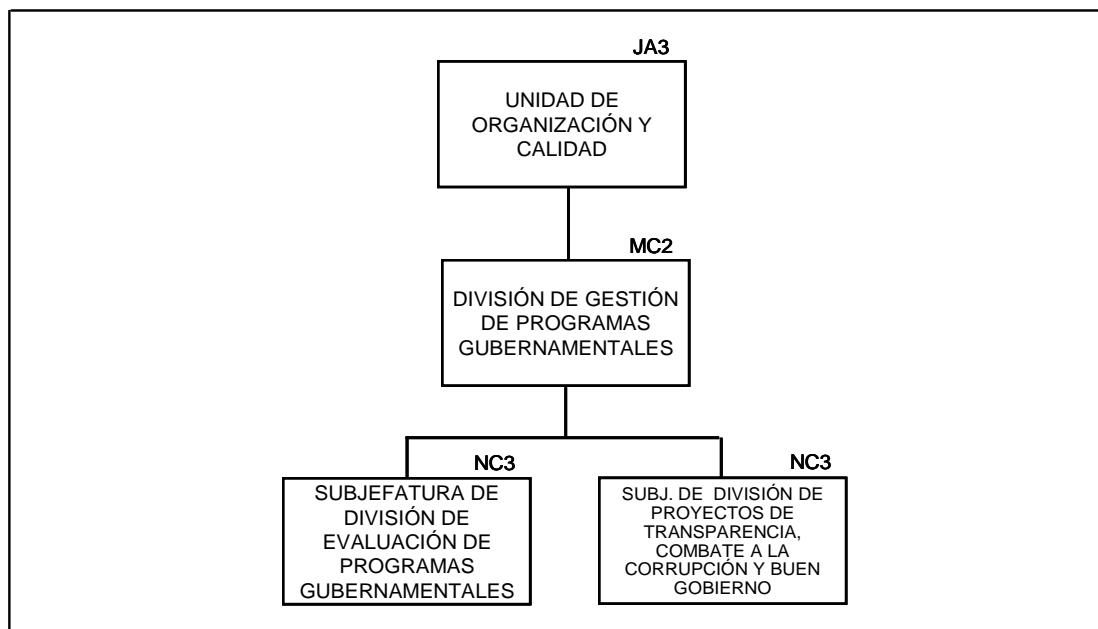 JA3
UNIDAD DE
ORGANIZACIÓN Y
CALIDAD
MC2
DIVISIÓN DE GESTIÓN
DE PROGRAMAS
GUBERNAMENTALES
NC3
SUBJEFATURA DE
DIVISIÓN DE
EVALUACIÓN DE
PROGRAMAS
GUBERNAMENTALES
NC3
SUBJ. DE DIVISIÓN DE
PROYECTOS DE
TRANSPARENCIA,
COMBATE A LA
CORRUPCIÓN Y BUEN
GOBIERNO